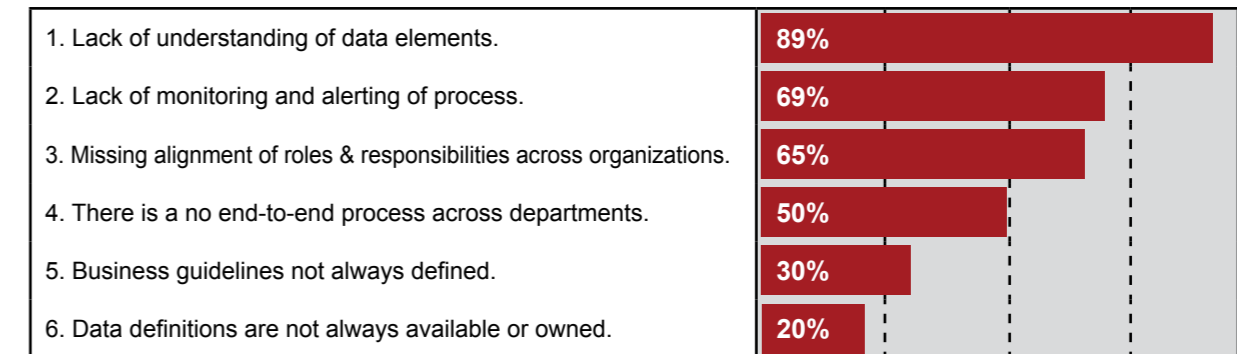 1. Lack of understanding of data elements. 89%
2. Lack of monitoring and alerting of process. 69%
3. Missing alignment of roles & responsibilities across organizations. 65%
4. There is a no end-to-end process across departments. 50%
5. Business guidelines not always defined. 30%
6. Data definitions are not always available or owned. 20%